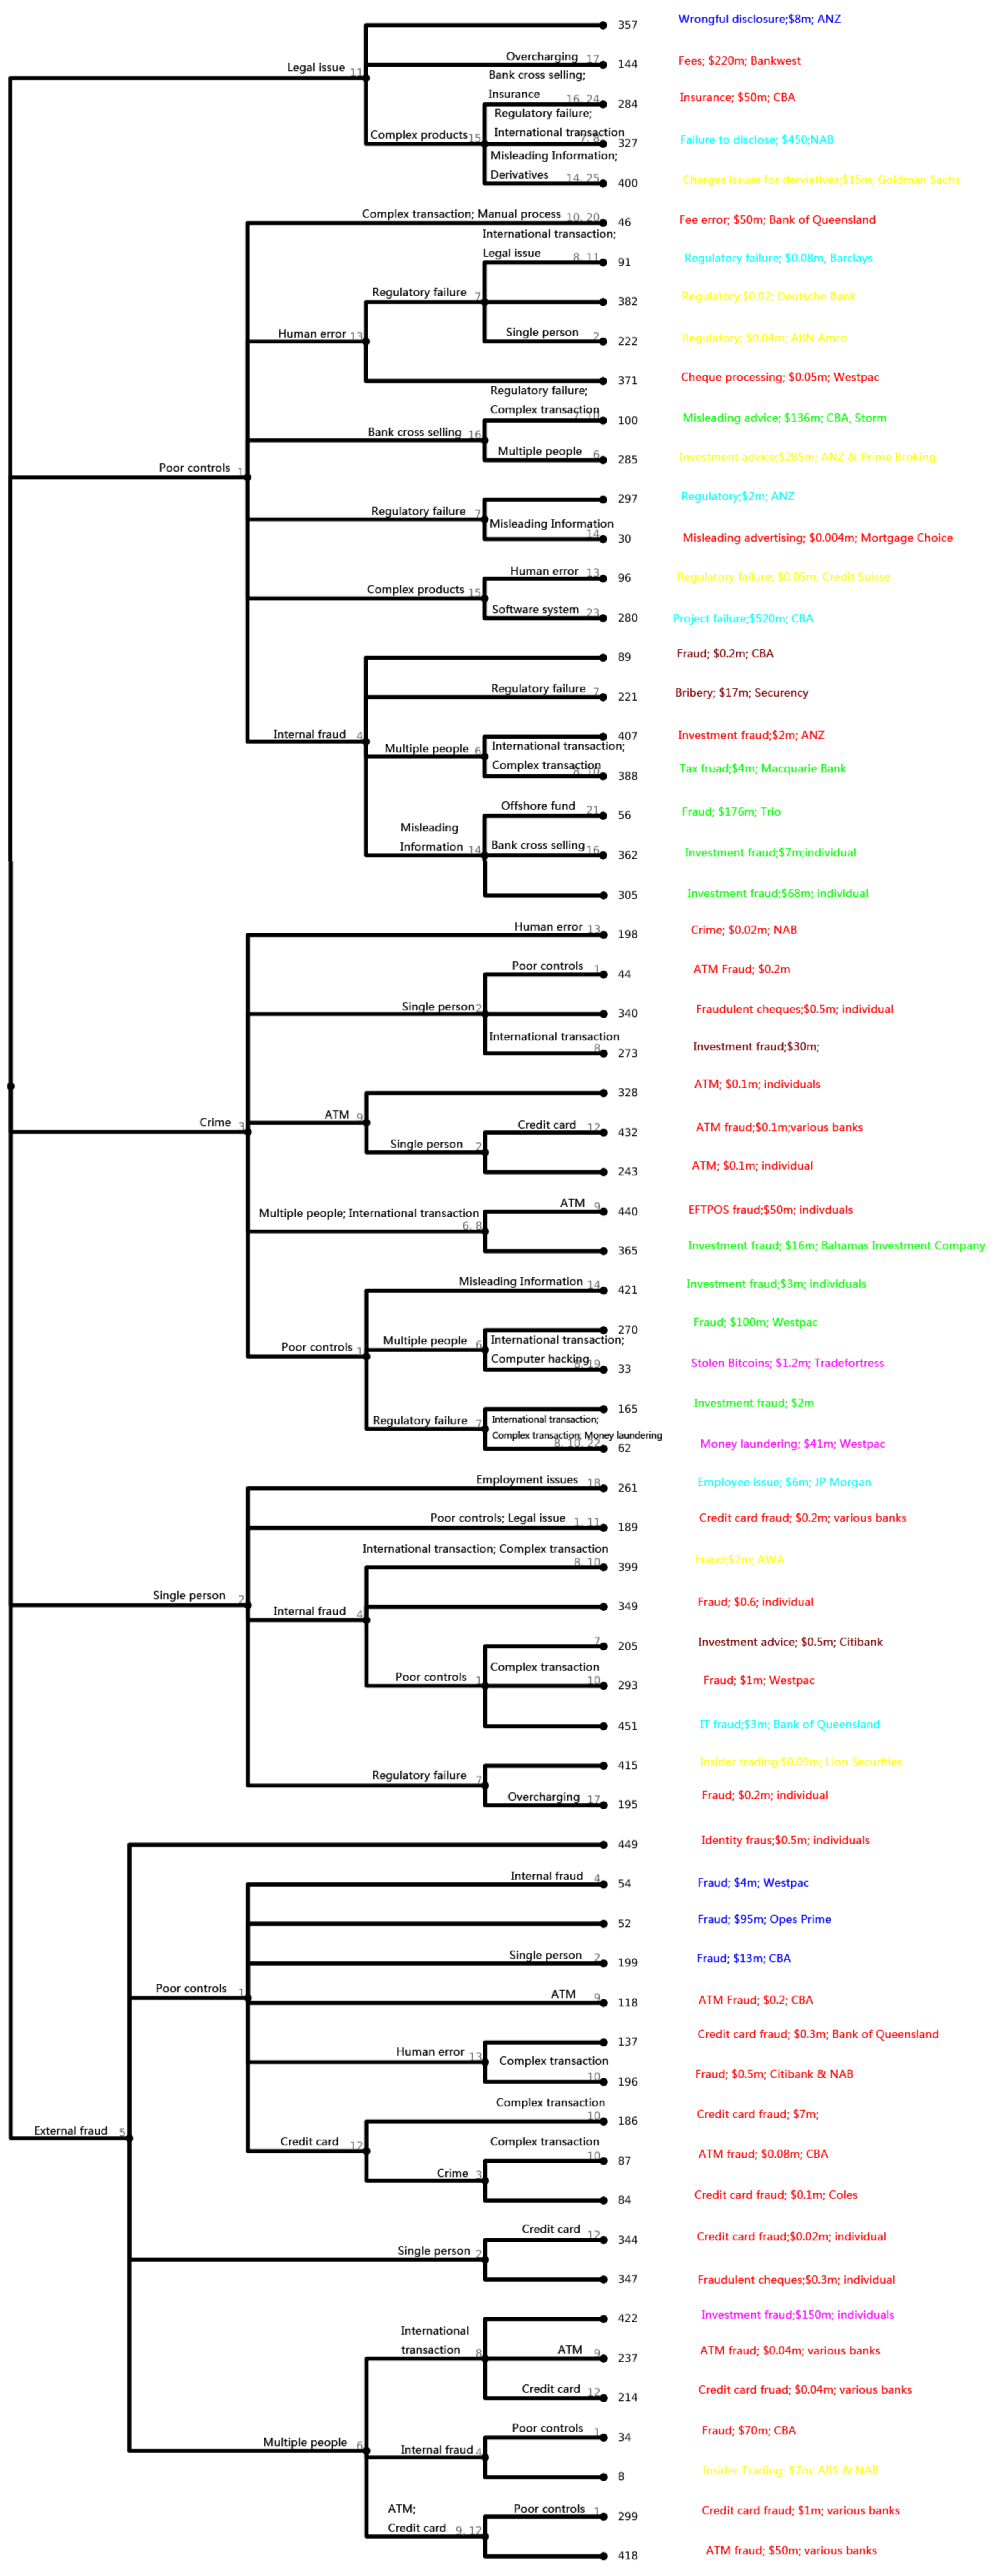 357 Wrongful disclosure;$8m; ANZ
Overcharging 17 144 Fees; $220m; Bankwest
Legal issue 11
Bank cross selling;
Insurance 16, 24 284 Insurance; $50m; CBA
Regulatory failure;
Complex products 15 International transaction 7, 8 327 Failure to disclose; $450;NAB
Misleading Information;
Derivatives 14, 25 400 Charges issues for derviatives;$15m; Goldman Sachs
Complex transaction; Manual process 10, 20 46 Fee error; $50m; Bank of Queensland
International transaction;
Legal issue 8, 11 91 Regulatory failure; $0.08m, Barclays
Regulatory failure 7 382 Regulatory;$0.02; Deutsche Bank
Human error 13 Single person 2 222 Regulatory; $0.04m; ABN Amro
371 Cheque processing; $0.05m; Westpac
Regulatory failure;
Complex transaction 7, 10 100 Misleading advice; $136m; CBA, Storm
Bank cross selling 16
Multiple people 6 285 Investment advice;$285m; ANZ & Prime Broking
Poor controls 1
297 Regulatory;$2m; ANZ
Regulatory failure 7
Misleading Information 14 30 Misleading advertising; $0.004m; Mortgage Choice
Human error 13 96 Regulatory failure; $0.05m, Credit Suisse
Complex products 15
Software system 23 280 Project failure;$520m; CBA
89 Fraud; $0.2m; CBA
Regulatory failure 7 221 Bribery; $17m; Securency
Internal fraud 4 407 Investment fraud;$2m; ANZ
Multiple people 6 International transaction;
Complex transaction 8, 10 388 Tax fruad;$4m; Macquarie Bank
Offshore fund 21 56 Fraud; $176m; Trio
Misleading
Information 14 Bank cross selling 16 362 Investment fraud;$7m;individual
305 Investment fraud;$68m; individual
Human error 13 198 Crime; $0.02m; NAB
Poor controls 1 44 ATM Fraud; $0.2m
Single person 2 340 Fraudulent cheques;$0.5m; individual
International transaction 8 273 Investment fraud;$30m;
328 ATM; $0.1m; individuals
Crime 3 ATM 9
Credit card 12 432 ATM fraud;$0.1m;various banks
Single person 2
243 ATM; $0.1m; individual
ATM 9 440 EFTPOS fraud;$50m; indivduals
Multiple people; International transaction 6, 8
365 Investment fraud; $16m; Bahamas Investment Company
Misleading Information 14 421 Investment fraud;$3m; individuals
270 Fraud; $100m; Westpac
Poor controls 1 Multiple people 6 International transaction;
Computer hacking 8, 19 33 Stolen Bitcoins; $1.2m; Tradefortress
165 Investment fraud; $2m
Regulatory failure 7 International transaction;
Complex transaction; Money laundering
8, 10, 22 62 Money laundering; $41m; Westpac
Employment issues 18 261 Employee issue; $6m; JP Morgan
Poor controls; Legal issue 1, 11 189 Credit card fraud; $0.2m; various banks
International transaction; Complex transaction
8, 10 399 Fraud;$2m; AWA
Single person 2 Internal fraud 4 349 Fraud; $0.6; individual
7 205 Investment advice; $0.5m; Citibank
Complex transaction
Poor controls 1 10 293 Fraud; $1m; Westpac
451 IT fraud;$3m; Bank of Queensland
415 Insider trading;$0.09m; Lion Securities
Regulatory failure 7
Overcharging 17 195 Fraud; $0.2m; individual
449 Identity fraus;$0.5m; individuals
Internal fraud 4 54 Fraud; $4m; Westpac
52 Fraud; $95m; Opes Prime
Single person 2 199 Fraud; $13m; CBA
Poor controls 1
ATM 9 118 ATM Fraud; $0.2; CBA
137 Credit card fraud; $0.3m; Bank of Queensland
Human error 13 Complex transaction
10 196 Fraud; $0.5m; Citibank & NAB
Complex transaction
External fraud 5 10 186 Credit card fraud; $7m;
Credit card 12 Complex transaction
10 87 ATM fraud; $0.08m; CBA
Crime 3
84 Credit card fraud; $0.1m; Coles
Credit card 12 344 Credit card fraud;$0.02m; individual
Single person 2
347 Fraudulent cheques;$0.3m; individual
422 Investment fraud;$150m; individuals
International
transaction 8 ATM 9 237 ATM fraud; $0.04m; various banks
Credit card 12 214 Credit card fruad; $0.04m; various banks
Poor controls 1 34 Fraud; $70m; CBA
Multiple people 6 Internal fraud 4
8 Insider Trading; $7m; ABS & NAB
ATM;
Credit card 9, 12 Poor controls 1 299 Credit card fraud; $1m; various banks
418 ATM fraud; $50m; various banks